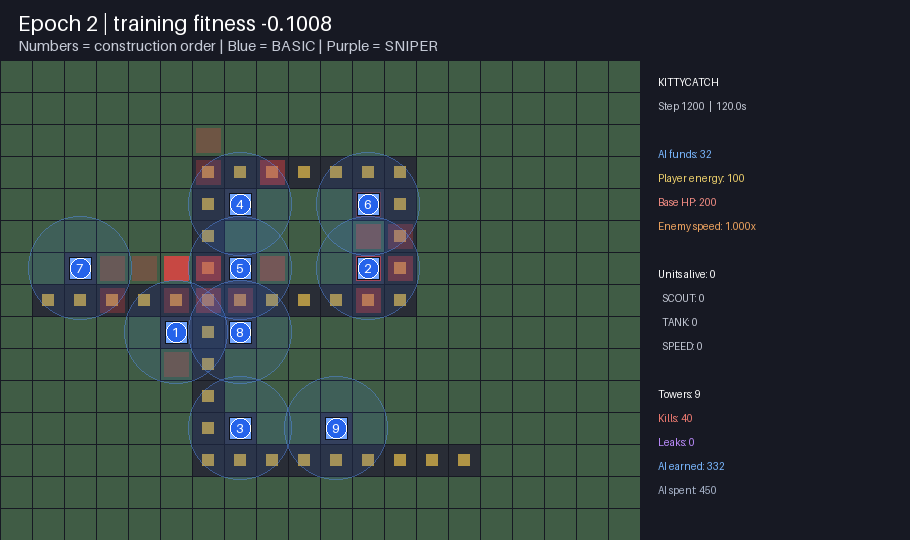 Epoch 2 | training fitness -0.1008
Numbers = construction order | Blue = BASIC | Purple = SNIPER
KITTYCATCH
Step 1200 | 120.0s
AI funds: 32
Player energy: 100
Base HP: 200
Enemy speed: 1.000x
Units alive: 0
SCOUT: 0
TANK: 0
SPEED: 0
Towers: 9
Kills: 40
Leaks: 0
AI earned: 332
AI spent: 450
4
6
7
5
2
1
8
3
9